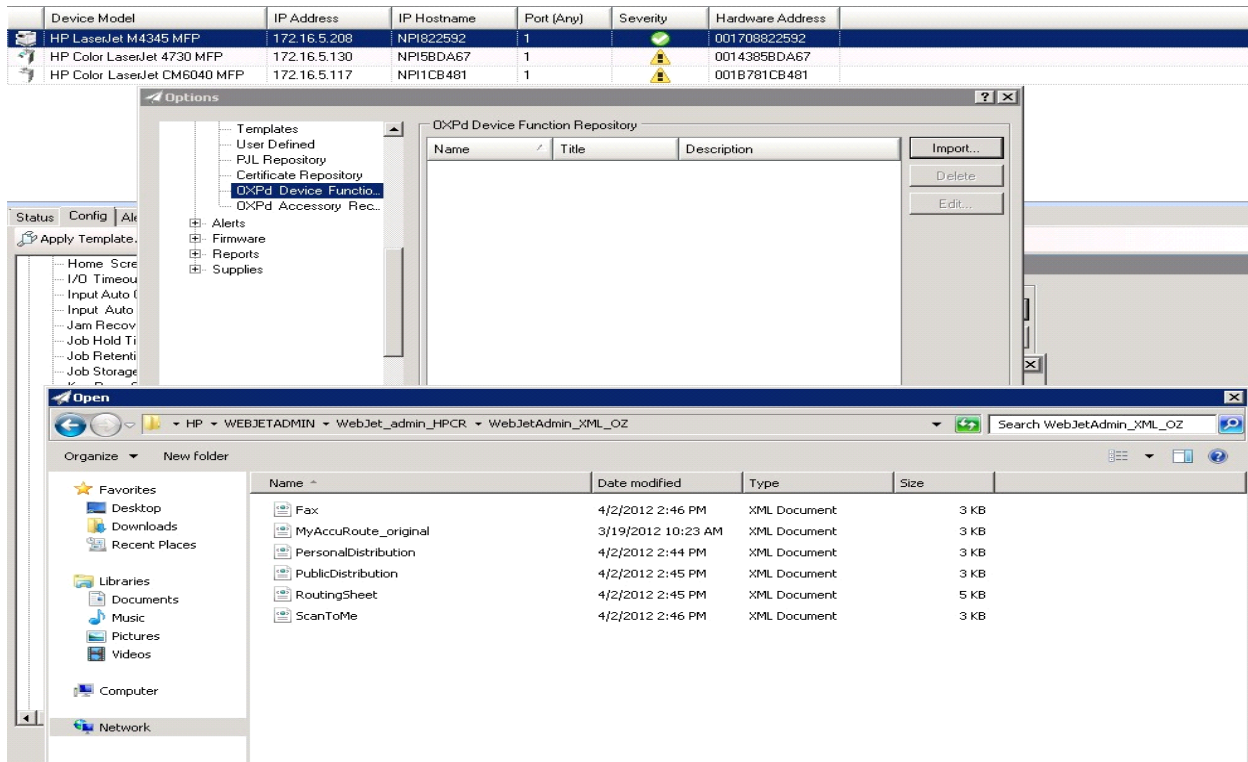 Device Model IP Address IP Hostname Port (Any) Severity Hardware Address
HP LaserJet M4345 MFP 172.16.5.208 NPI822592 1 001708822592
HP Color LaserJet 4730 MFP 172.16.5.130 NPI5BDA67 1 0014385BDA67
HP Color LaserJet CM6040 MFP 172.16.5.117 NPI1CB481 1 001B781CB481
Options
Templates
User Defined
PJL Repository
Certificate Repository
OXPd Device Functio...
OXPd Accessory Rec...
Alerts
Firmware
Reports
Supplies
OXPd Device Function Repository
Name Title Description
Import...
Delete
Edit...
Status Config Ale
Apply Template.
Home Scre
I/O Timeou
Input Auto
Input Auto
Jam Recov
Job Hold Ti
Job Retenti
Job Storage
Open
HP WEBJETADMIN WebJet_admin_HPCR WebJetAdmin_XML_OZ
Search WebJetAdmin_XML_OZ
Organize New folder
Favorites
Desktop
Downloads
Recent Places
Libraries
Documents
Music
Pictures
Videos
Computer
Network
Name Date modified Type Size
Fax 4/2/2012 2:46 PM XML Document 3 KB
MyAccuRoute_original 3/19/2012 10:23 AM XML Document 3 KB
PersonalDistribution 4/2/2012 2:44 PM XML Document 3 KB
PublicDistribution 4/2/2012 2:45 PM XML Document 3 KB
RoutingSheet 4/2/2012 2:45 PM XML Document 5 KB
ScanToMe 4/2/2012 2:46 PM XML Document 3 KB